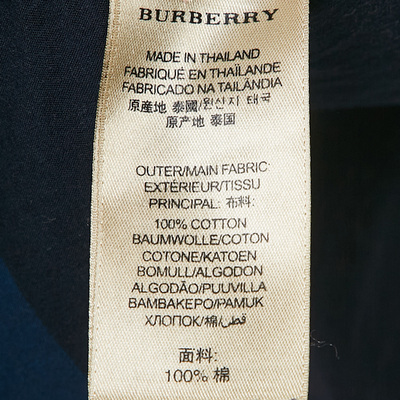 BURBERRY
MADE IN THAILAND
FABRIQUÉ EN THAÏLANDE
FABRICADO NA TAILÂNDIA
原産地 泰國/원산지 태국
原产地 泰国
OUTER/MAIN FABRIC:
EXTÉRIEUR/TISSU
PRINCIPAL: 布料:
100% COTTON
BAUMWOLLE/COTON
COTONE/KATOEN
BOMULL/ALGODON
ALGODÃO/PUUVILLA
BAMBAKEPO/PAMUK
ХЛОПОК/棉/قطن
面料:
100% 棉